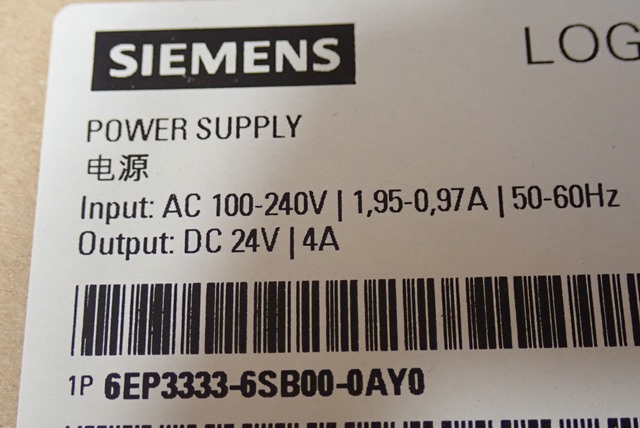 SIEMENS
LOG
POWER SUPPLY
电源
Input: AC 100-240V | 1,95-0,97A | 50-60Hz
Output: DC 24V | 4A
1P 6EP3333-6SB00-0AY0